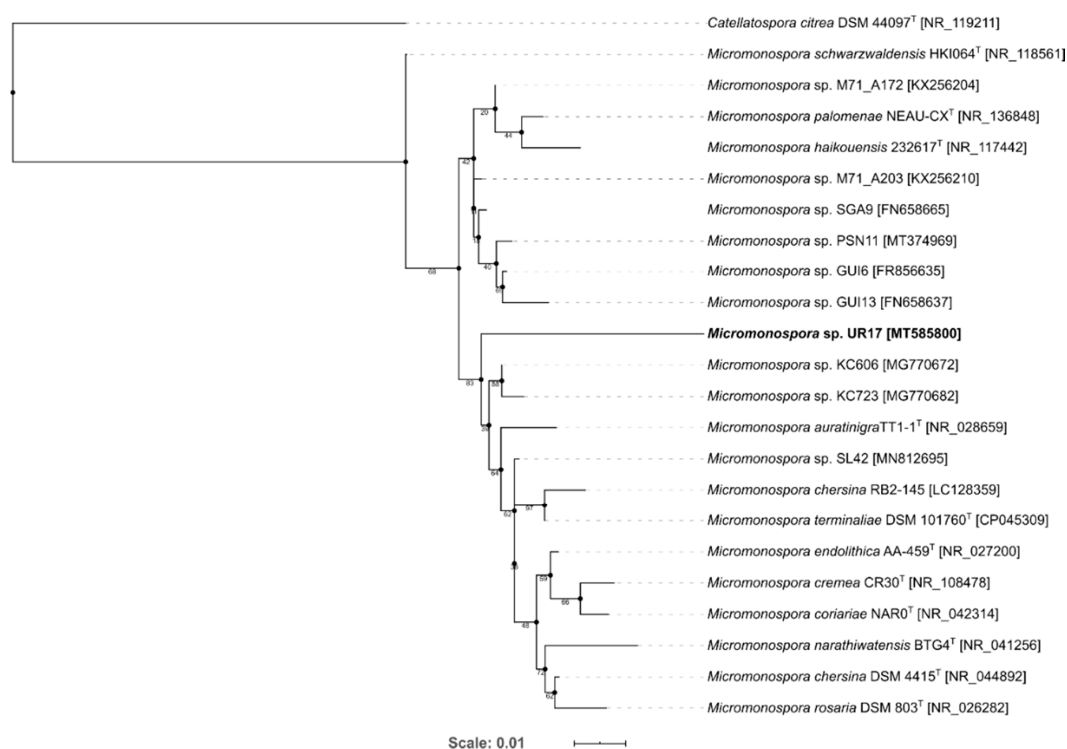 Catellatospora citrea DSM 44097ᵀ [NR_119211]
Micromonospora schwarzwaldensis HKI064ᵀ [NR_118561]
Micromonospora sp. M71_A172 [KX256204]
20
Micromonospora palomenae NEAU-CXᵀ [NR_136848]
44
Micromonospora haikouensis 232617ᵀ [NR_117442]
42
Micromonospora sp. M71_A203 [KX256210]
Micromonospora sp. SGA9 [FN658665]
Micromonospora sp. PSN11 [MT374969]
40
Micromonospora sp. GUI6 [FR856635]
68
Micromonospora sp. GUI13 [FN658637]
Micromonospora sp. UR17 [MT585800]
Micromonospora sp. KC606 [MG770672]
83
Micromonospora sp. KC723 [MG770682]
Micromonospora auratinigraTT1-1ᵀ [NR_028659]
Micromonospora sp. SL42 [MN812695]
64
Micromonospora chersina RB2-145 [LC128359]
97
62
Micromonospora terminaliae DSM 101760ᵀ [CP045309]
Micromonospora endolithica AA-459ᵀ [NR_027200]
59
Micromonospora cremea CR30ᵀ [NR_108478]
66
Micromonospora coriariae NAR0ᵀ [NR_042314]
48
Micromonospora narathiwatensis BTG4ᵀ [NR_041256]
72
Micromonospora chersina DSM 4415ᵀ [NR_044892]
62
Micromonospora rosaria DSM 803ᵀ [NR_026282]
Scale: 0.01